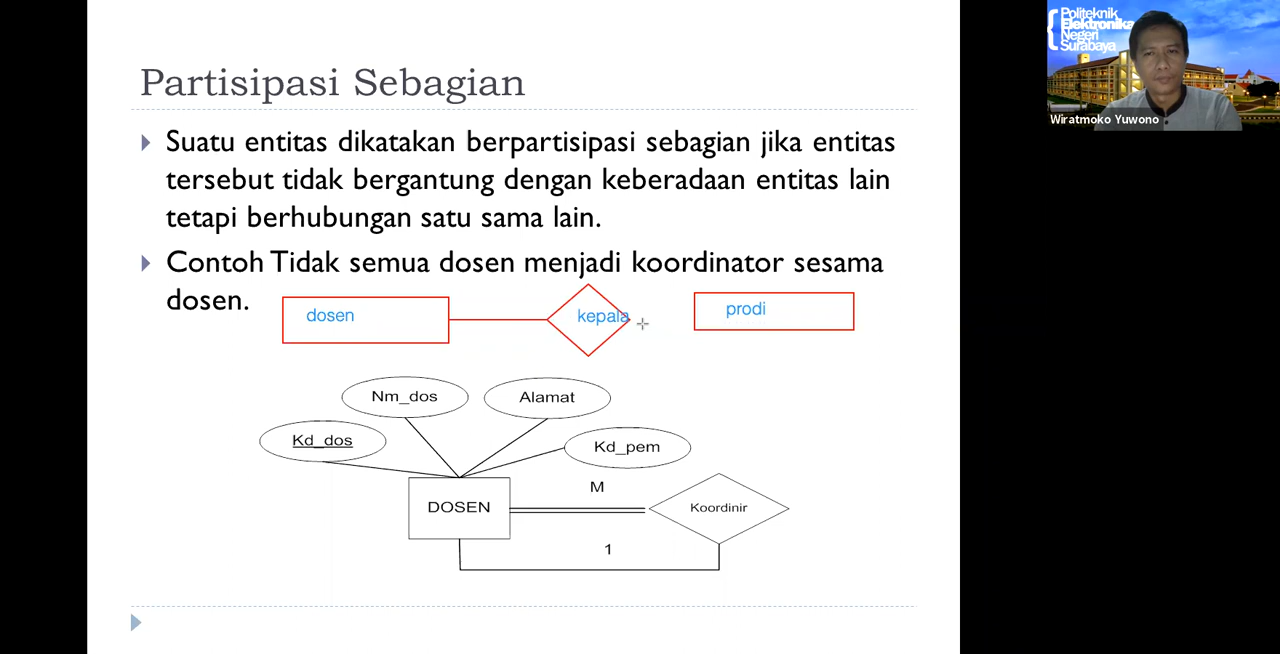 Partisipasi Sebagian
Suatu entitas dikatakan berpartisipasi sebagian jika entitas
tersebut tidak bergantung dengan keberadaan entitas lain
tetapi berhubungan satu sama lain.
Contoh Tidak semua dosen menjadi koordinator sesama
dosen.
dosen
kepala
prodi
Nm_dos
Alamat
Kd_dos
Kd_pem
M
DOSEN
Koordinir
1
Politeknik
Elektronika
Negeri
Surabaya
Wiratmoko Yuwono